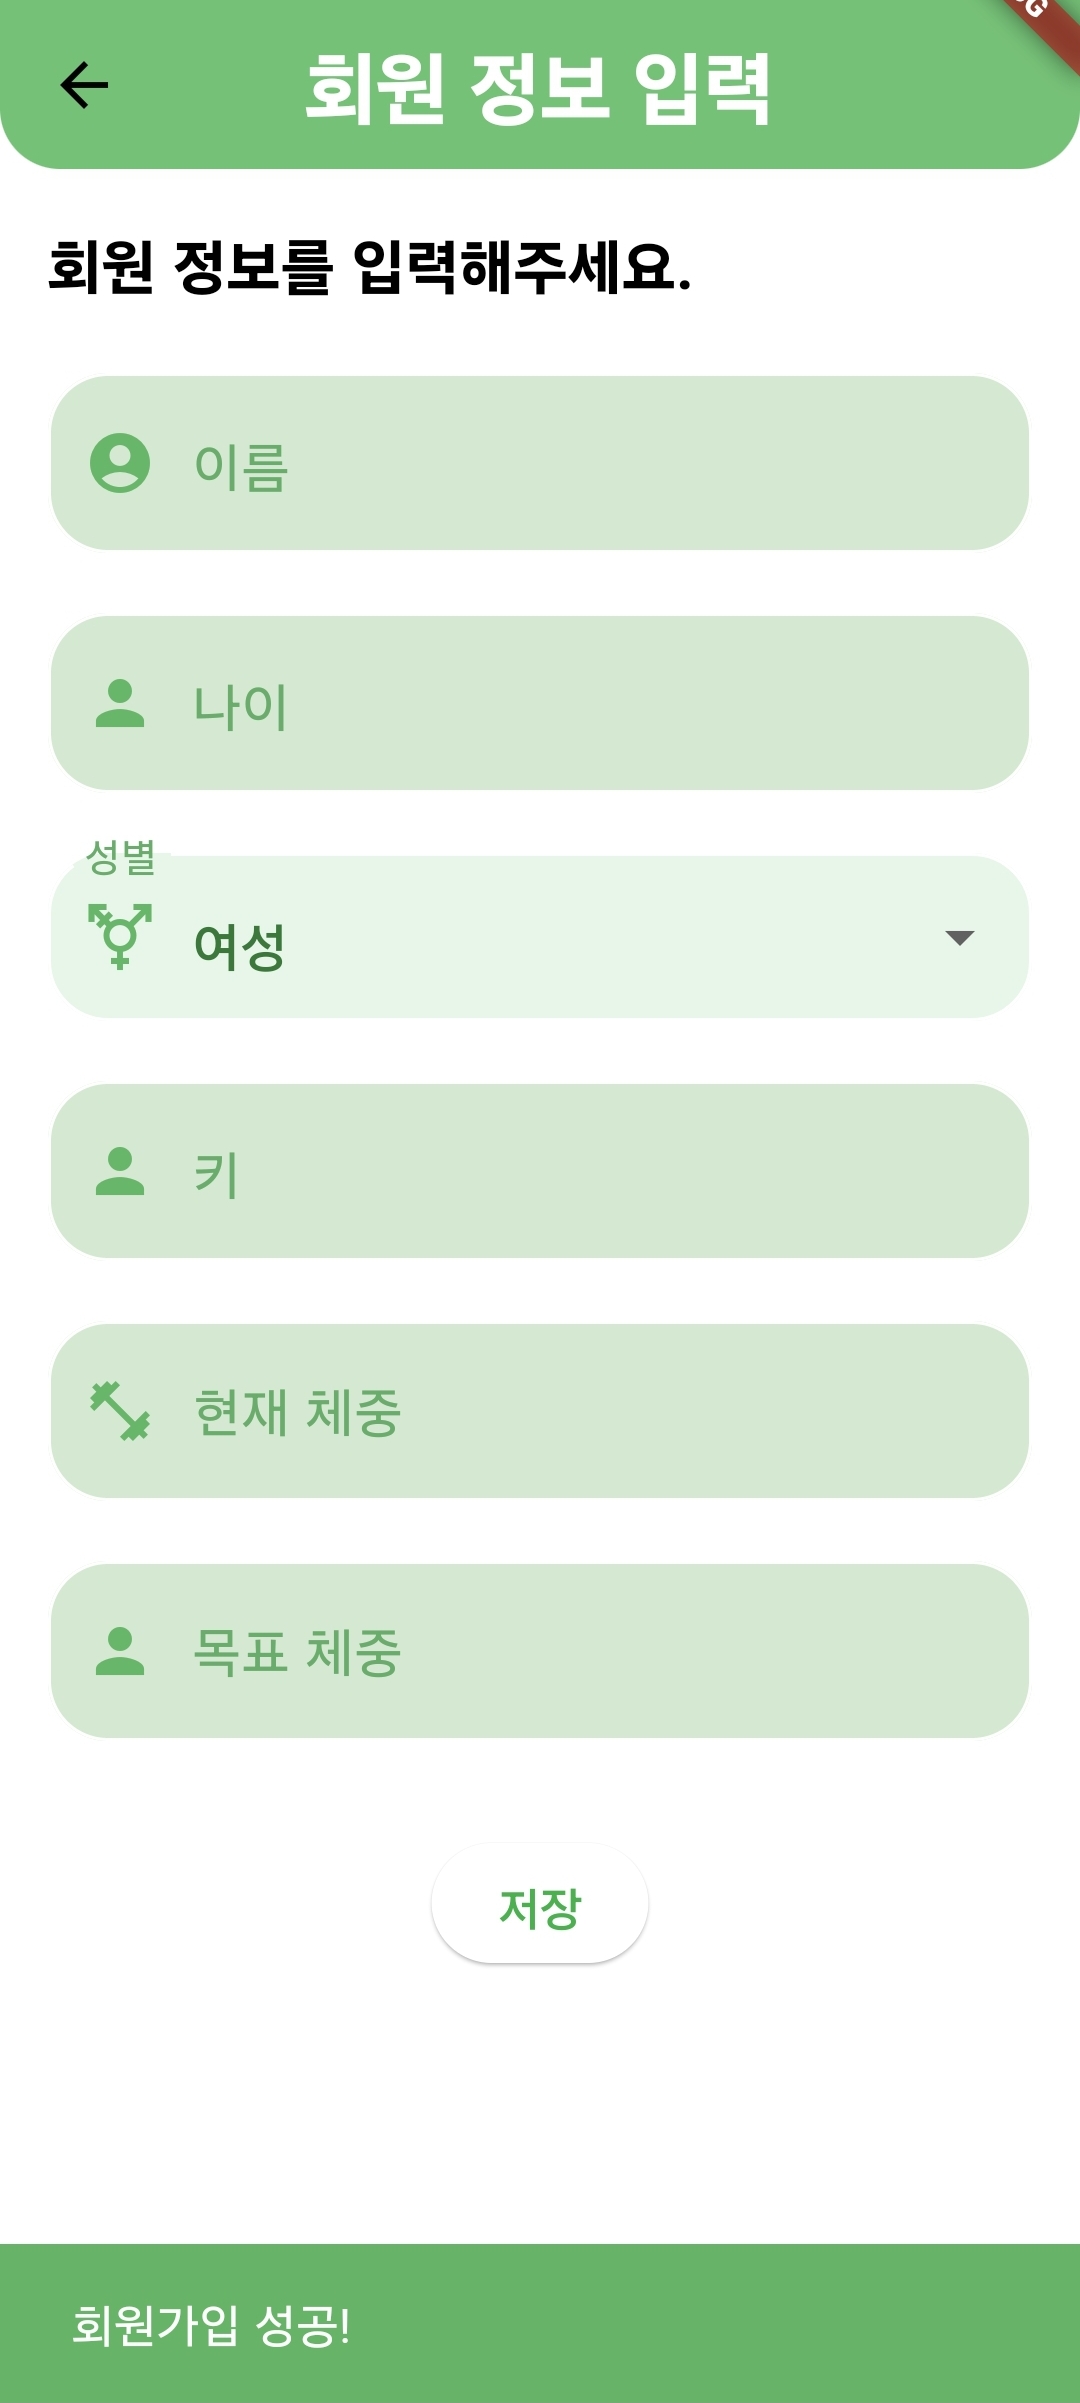 회원 정보 입력
회원 정보를 입력해주세요.
이름
나이
성별
여성
키
현재 체중
목표 체중
저장
회원가입 성공!